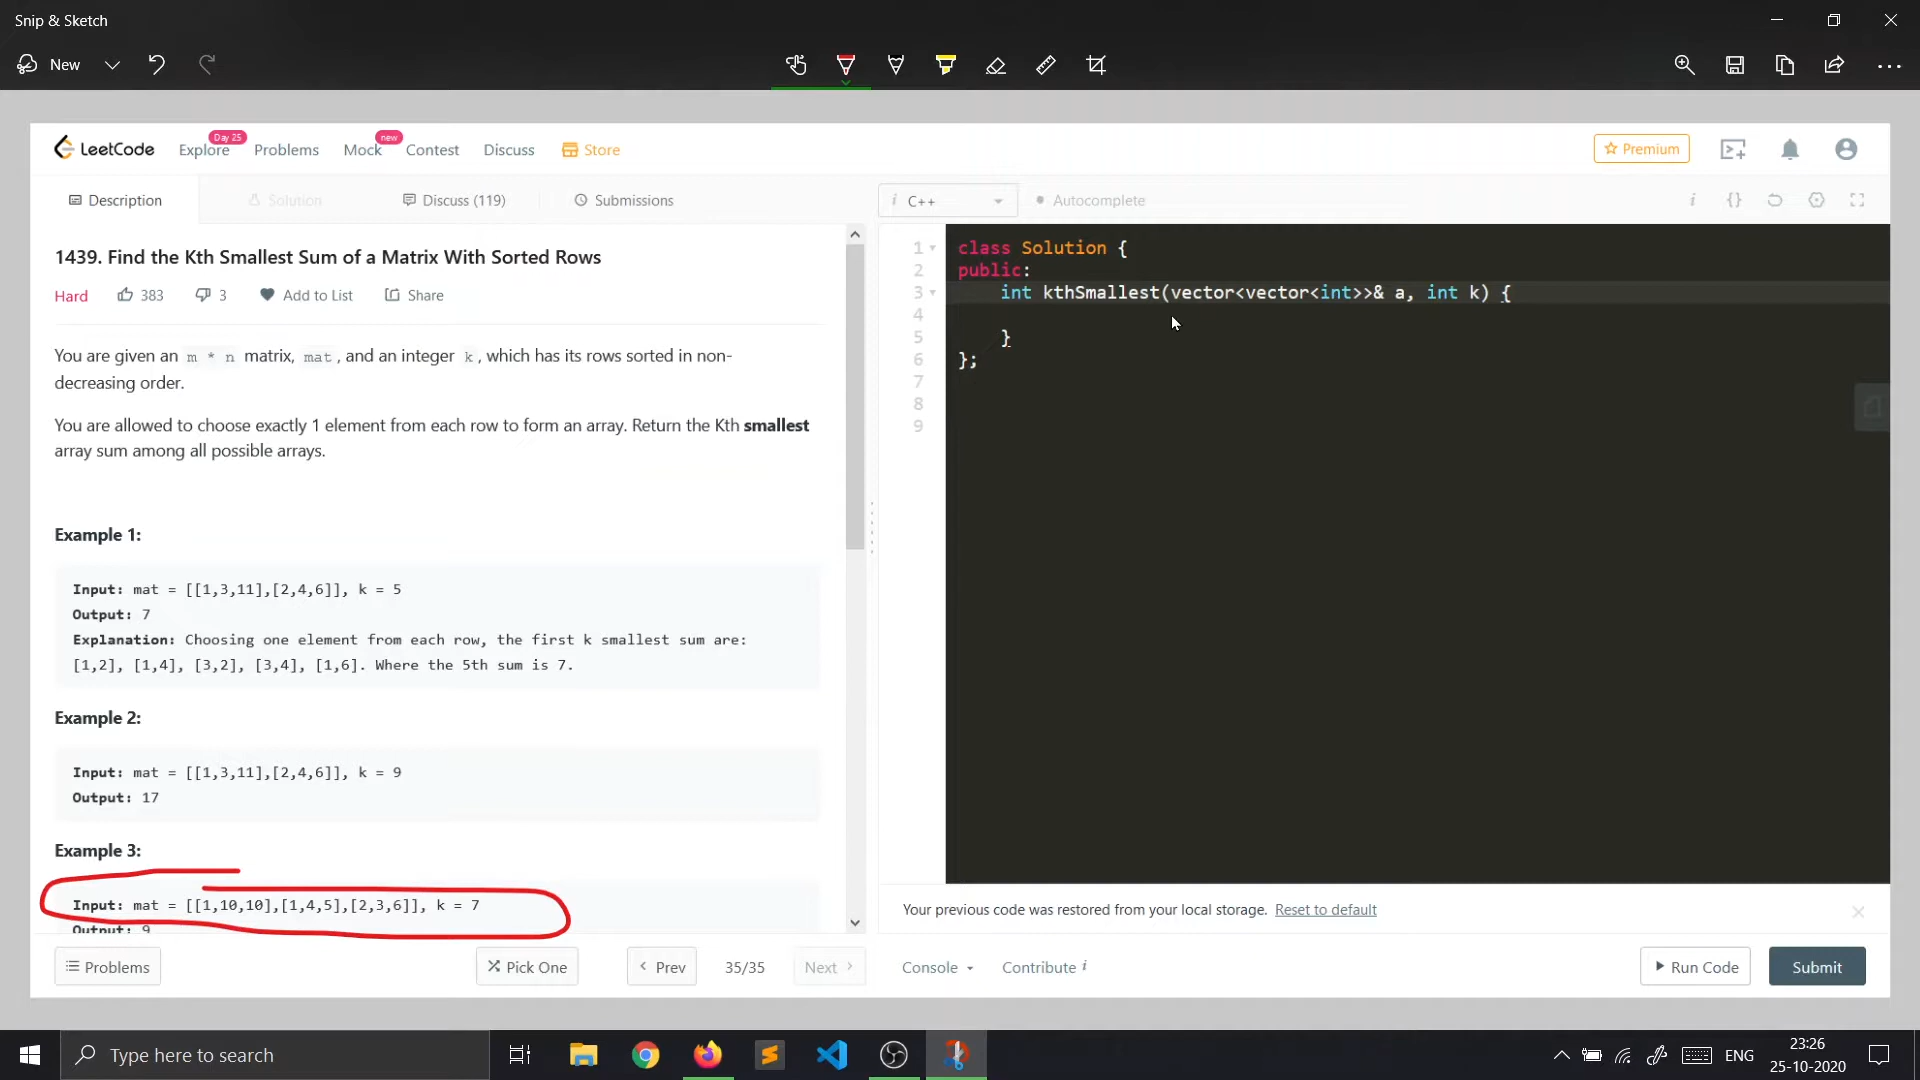 Snip & Sketch
New
LeetCode
Explore
Day 25
Problems
Mock
new
Contest
Discuss
Store
Premium
Description
Solution
Discuss (119)
Submissions
i C++
Autocomplete
i {}
1439. Find the Kth Smallest Sum of a Matrix With Sorted Rows
Hard
383
3
Add to List
Share
You are given an m * n matrix, mat, and an integer k, which has its rows sorted in non-
decreasing order.
You are allowed to choose exactly 1 element from each row to form an array. Return the Kth smallest
array sum among all possible arrays.
Example 1:
Input: mat = [[1,3,11],[2,4,6]], k = 5
Output: 7
Explanation: Choosing one element from each row, the first k smallest sum are:
[1,2], [1,4], [3,2], [3,4], [1,6]. Where the 5th sum is 7.
Example 2:
Input: mat = [[1,3,11],[2,4,6]], k = 9
Output: 17
Example 3:
Input: mat = [[1,10,10],[1,4,5],[2,3,6]], k = 7
Output: 9
1 class Solution {
2 public:
3 int kthSmallest(vector<vector<int>>& a, int k) {
4
5 }
6 };
7
8
9
Your previous code was restored from your local storage. Reset to default
Problems
Pick One
Prev
35/35
Next
Console
Contribute i
Run Code
Submit
Type here to search
ENG
23:26
25-10-2020